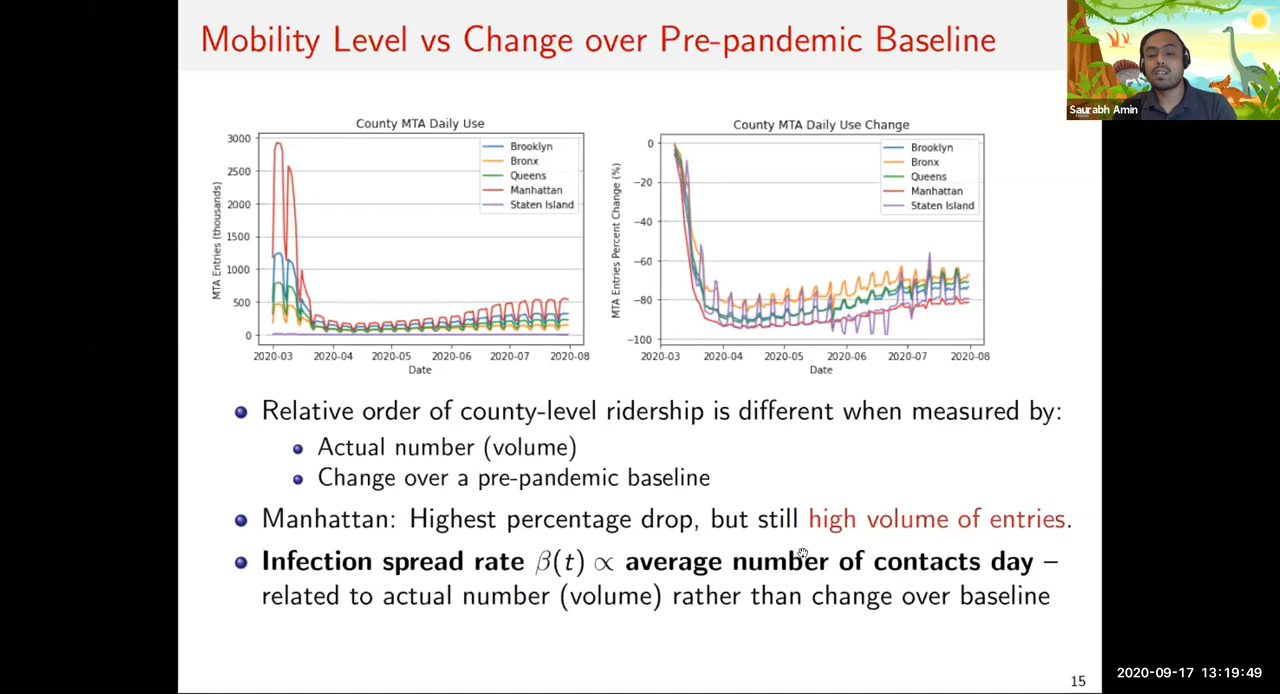 Mobility Level vs Change over Pre-pandemic Baseline
Saurabh Amin
County MTA Daily Use
MTA Entries (thousands)
3000
2500
2000
1500
1000
500
0
Brooklyn
Bronx
Queens
Manhattan
Staten Island
2020-03 2020-04 2020-05 2020-06 2020-07 2020-08
Date
County MTA Daily Use Change
MTA Entries Percent Change (%)
0
−20
−40
−60
−80
−100
Brooklyn
Bronx
Queens
Manhattan
Staten Island
2020-03 2020-04 2020-05 2020-06 2020-07 2020-08
Date
Relative order of county-level ridership is different when measured by:
Actual number (volume)
Change over a pre-pandemic baseline
Manhattan: Highest percentage drop, but still high volume of entries.
Infection spread rate β(t) ∝ average number of contacts day –
related to actual number (volume) rather than change over baseline
15
2020-09-17 13:19:49